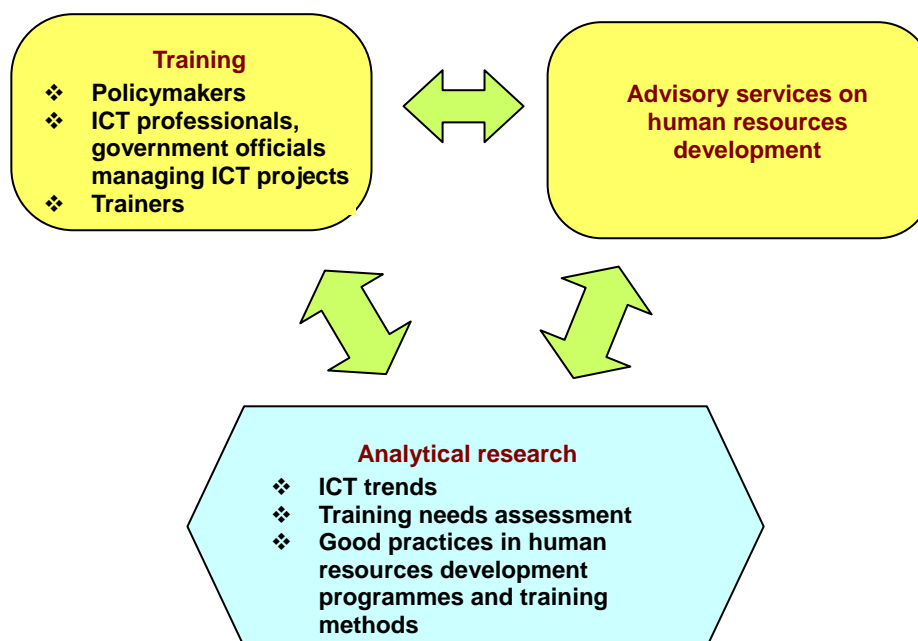 Training
❖ Policymakers
❖ ICT professionals,
government officials
managing ICT projects
❖ Trainers
Advisory services on
human resources
development
Analytical research
❖ ICT trends
❖ Training needs assessment
❖ Good practices in human
resources development
programmes and training
methods